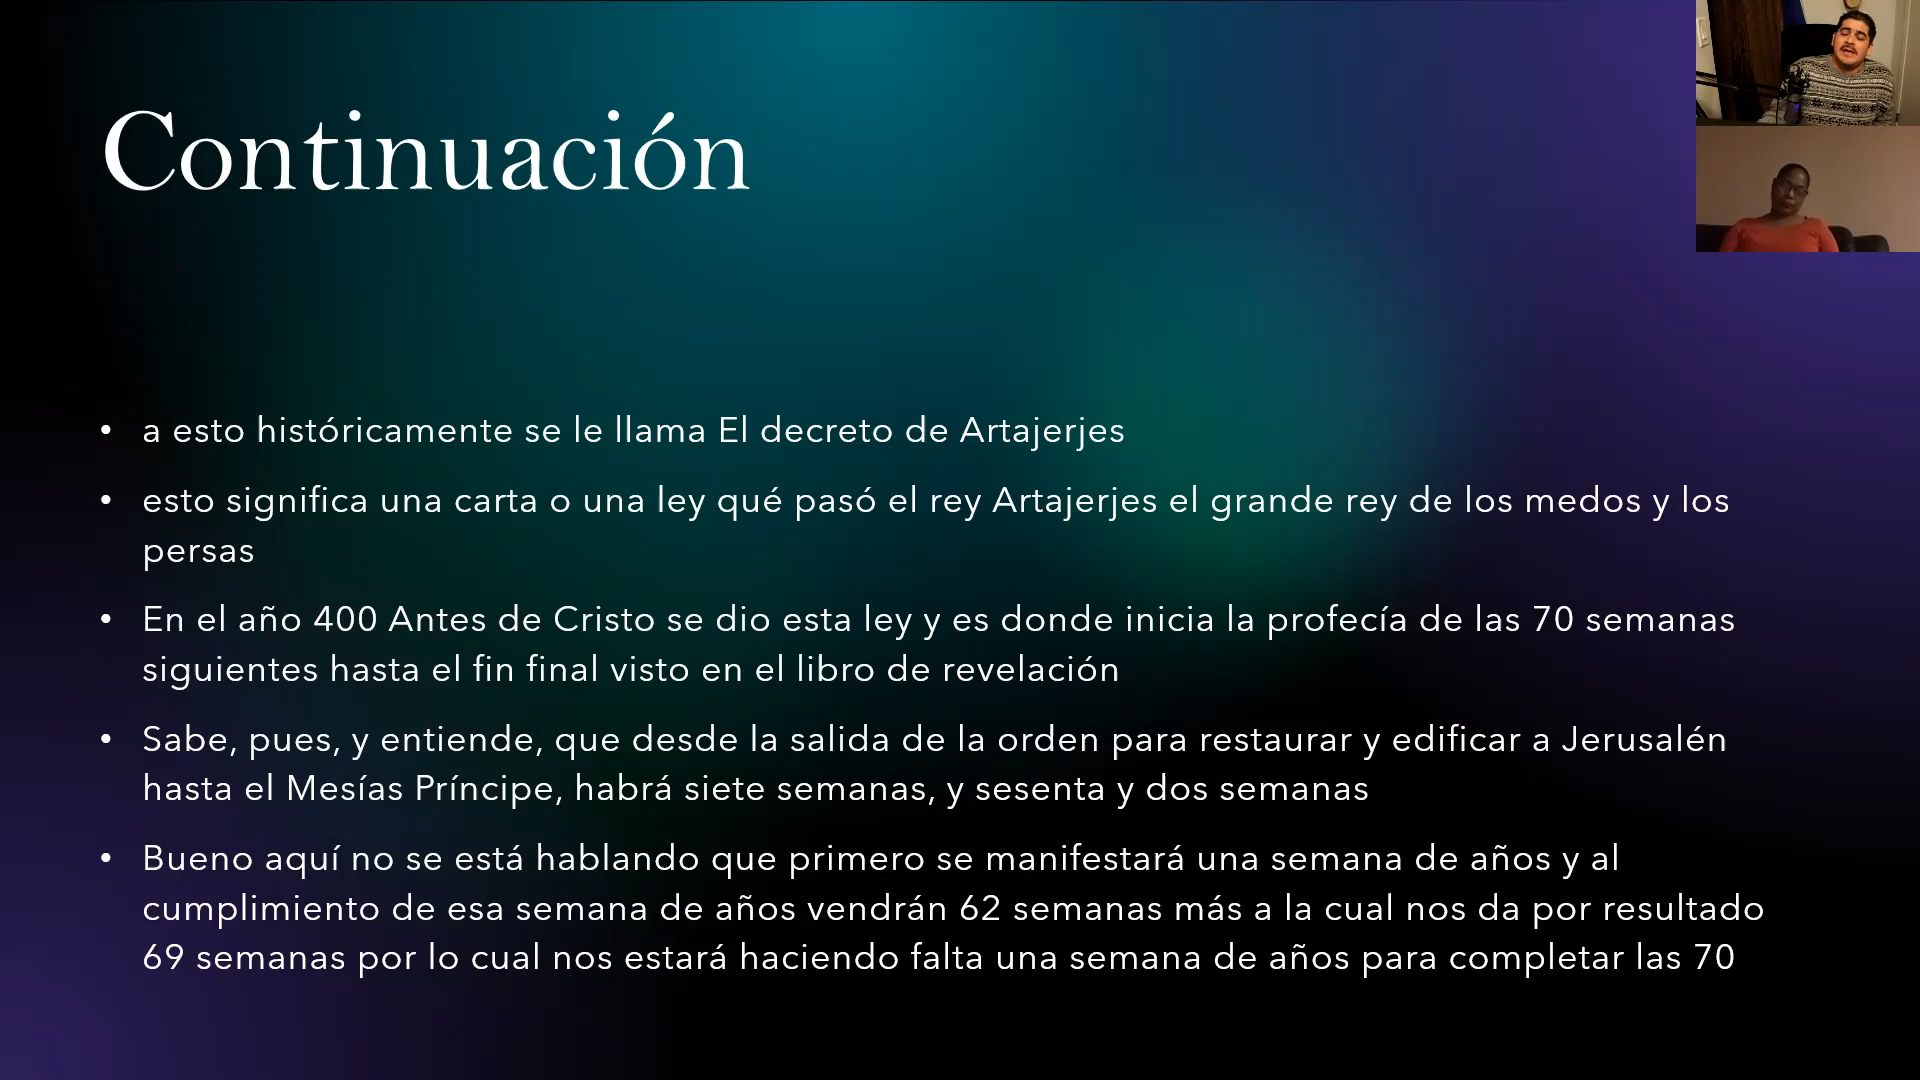 Continuación
• a esto históricamente se le llama El decreto de Artajerjes
• esto significa una carta o una ley qué pasó el rey Artajerjes el grande rey de los medos y los
persas
• En el año 400 Antes de Cristo se dio esta ley y es donde inicia la profecía de las 70 semanas
siguientes hasta el fin final visto en el libro de revelación
• Sabe, pues, y entiende, que desde la salida de la orden para restaurar y edificar a Jerusalén
hasta el Mesías Príncipe, habrá siete semanas, y sesenta y dos semanas
• Bueno aquí no se está hablando que primero se manifestará una semana de años y al
cumplimiento de esa semana de años vendrán 62 semanas más a la cual nos da por resultado
69 semanas por lo cual nos estará haciendo falta una semana de años para completar las 70